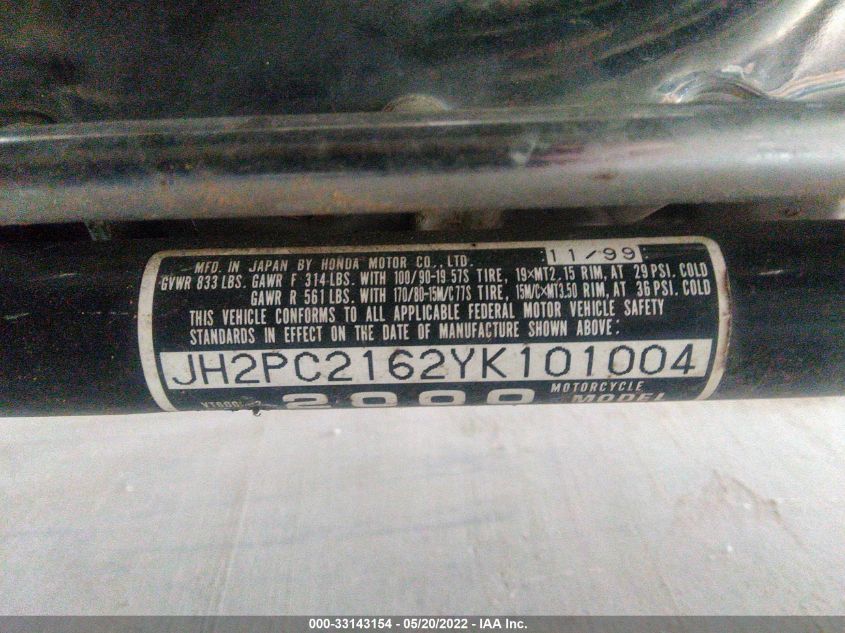 MFD. IN JAPAN BY HONDA MOTOR CO., LTD. 11/99
GVWR 833 LBS. GAWR F 314 LBS. WITH 100/90-19 57S TIRE, 19×MT2.15 RIM, AT 29 PSI. COLD
GAWR R 561 LBS. WITH 170/80-15M/C77S TIRE, 15M/C×MT3.50 RIM, AT 36 PSI. COLD
THIS VEHICLE CONFORMS TO ALL APPLICABLE FEDERAL MOTOR VEHICLE SAFETY
STANDARDS IN EFFECT ON THE DATE OF MANUFACTURE SHOWN ABOVE:
JH2PC2162YK101004
2000 MOTORCYCLE MODEL
000-33143154 - 05/20/2022 - IAA Inc.